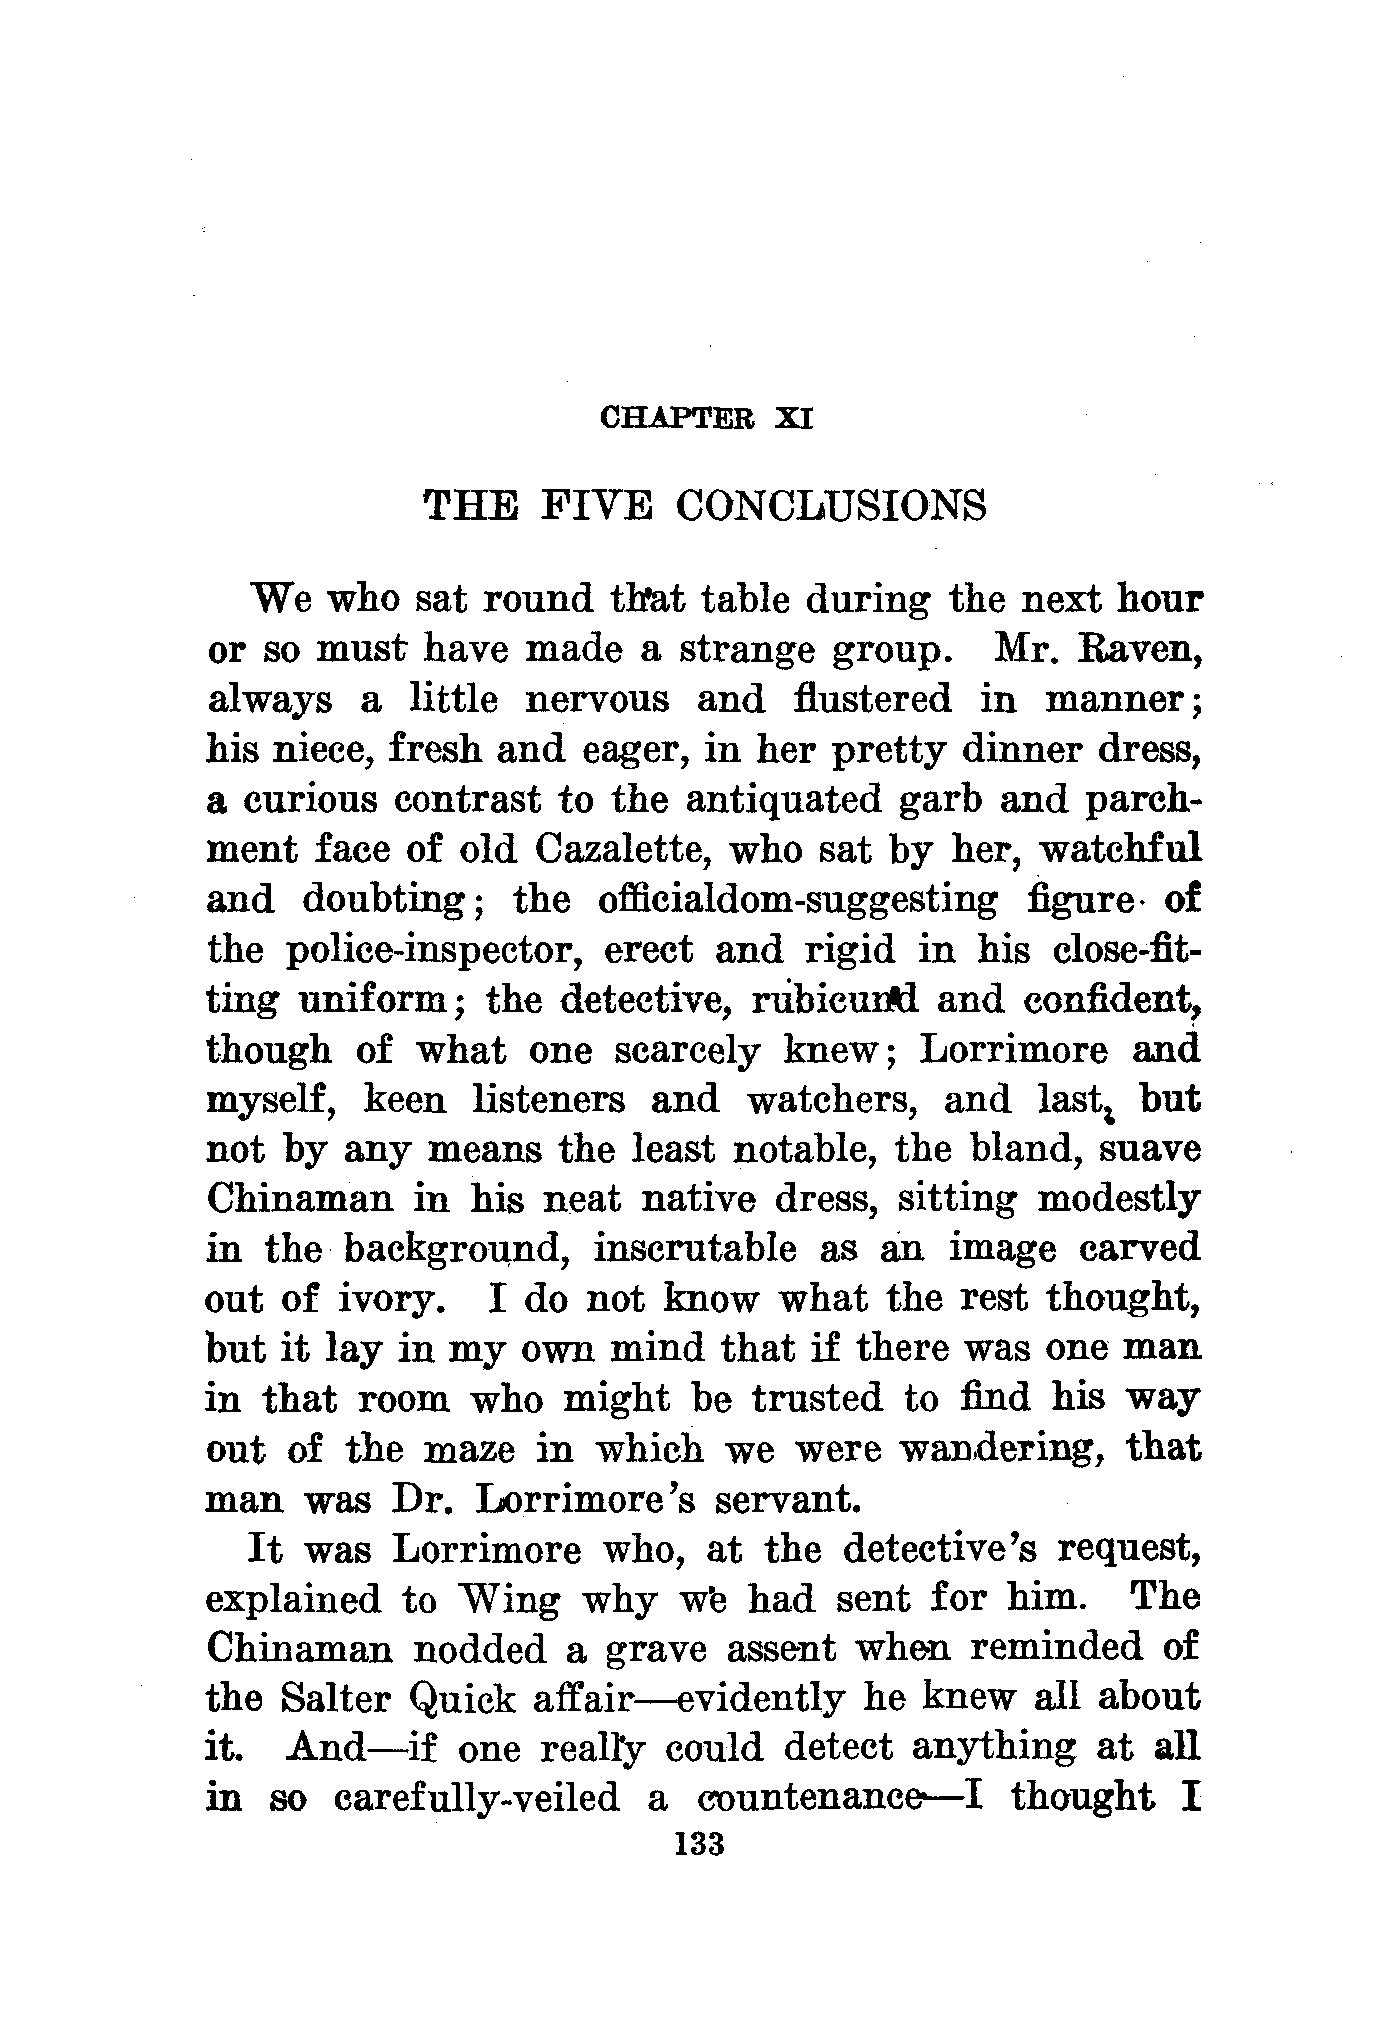 CHAPTER XI
THE FIVE CONCLUSIONS
We who sat round that table during the next hour
or so must have made a strange group. Mr. Raven,
always a little nervous and flustered in manner;
his niece, fresh and eager, in her pretty dinner dress,
a curious contrast to the antiquated garb and parch-
ment face of old Cazalette, who sat by her, watchful
and doubting; the officialdom-suggesting figure of
the police-inspector, erect and rigid in his close-fit-
ting uniform; the detective, rubicund and confident,
though of what one scarcely knew; Lorrimore and
myself, keen listeners and watchers, and last, but
not by any means the least notable, the bland, suave
Chinaman in his neat native dress, sitting modestly
in the background, inscrutable as an image carved
out of ivory. I do not know what the rest thought,
but it lay in my own mind that if there was one man
in that room who might be trusted to find his way
out of the maze in which we were wandering, that
man was Dr. Lorrimore's servant.
It was Lorrimore who, at the detective's request,
explained to Wing why we had sent for him. The
Chinaman nodded a grave assent when reminded of
the Salter Quick affair—evidently he knew all about
it. And—if one really could detect anything at all
in so carefully-veiled a countenance—I thought I
133